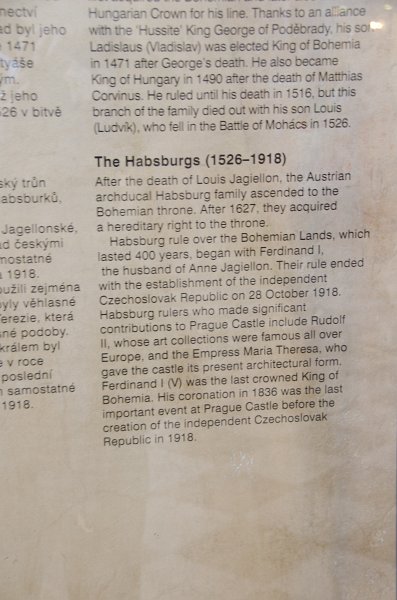 nectví
ad byl jeho
1471
tyáše
ým.
ž jeho
26 v bitvě
ský trůn
absburků,
Jagellonské,
ad českými
amostatné
1918.
oužili zejména
byly věhlasné
Terezie, která
sné podoby.
králem byl
e v roce
poslední
m samostatné
1918.
Hungarian Crown for his line. Thanks to an alliance
with the 'Hussite' King George of Poděbrady, his son
Ladislaus (Vladislav) was elected King of Bohemia
in 1471 after George's death. He also became
King of Hungary in 1490 after the death of Matthias
Corvinus. He ruled until his death in 1516, but this
branch of the family died out with his son Louis
(Ludvík), who fell in the Battle of Mohács in 1526.
The Habsburgs (1526–1918)
After the death of Louis Jagiellon, the Austrian
archducal Habsburg family ascended to the
Bohemian throne. After 1627, they acquired
a hereditary right to the throne.
Habsburg rule over the Bohemian Lands, which
lasted 400 years, began with Ferdinand I,
the husband of Anne Jagiellon. Their rule ended
with the establishment of the independent
Czechoslovak Republic on 28 October 1918.
Habsburg rulers who made significant
contributions to Prague Castle include Rudolf
II, whose art collections were famous all over
Europe, and the Empress Maria Theresa, who
gave the castle its present architectural form.
Ferdinand I (V) was the last crowned King of
Bohemia. His coronation in 1836 was the last
important event at Prague Castle before the
creation of the independent Czechoslovak
Republic in 1918.